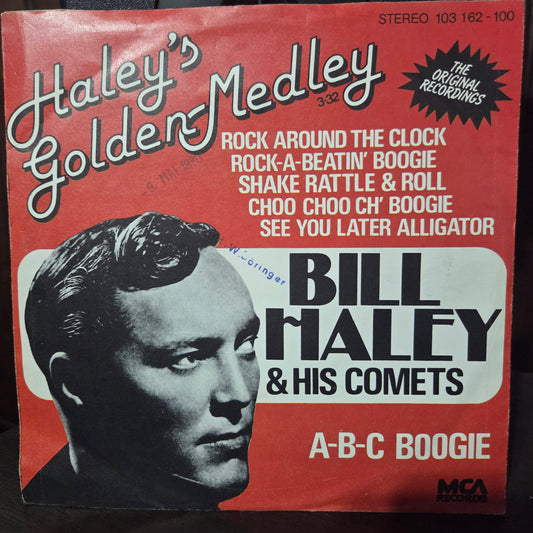 STEREO 103 162-100
Haley's
Golden-Medley
3:32
THE
ORIGINAL
RECORDINGS
ROCK AROUND THE CLOCK
ROCK-A-BEATIN' BOOGIE
SHAKE RATTLE & ROLL
CHOO CHOO CH' BOOGIE
SEE YOU LATER ALLIGATOR
MAI
BILL
HALEY
& HIS COMETS
A-B-C BOOGIE
MCA
RECORDS